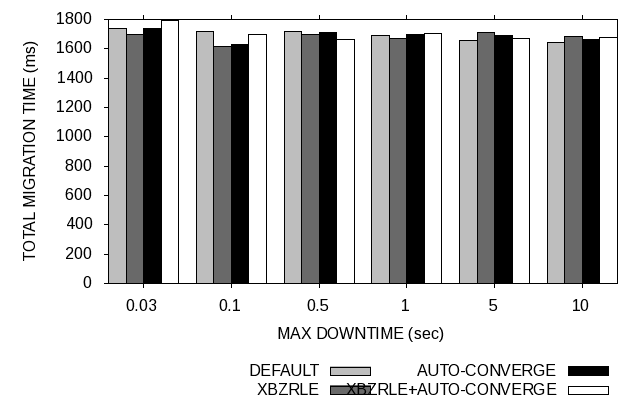 1800
1600
1400
1200
1000
800
600
400
200
0
TOTAL MIGRATION TIME (ms)
0.03 0.1 0.5 1 5 10
MAX DOWNTIME (sec)
DEFAULT AUTO-CONVERGE
XBZRLE XBZRLE+AUTO-CONVERGE